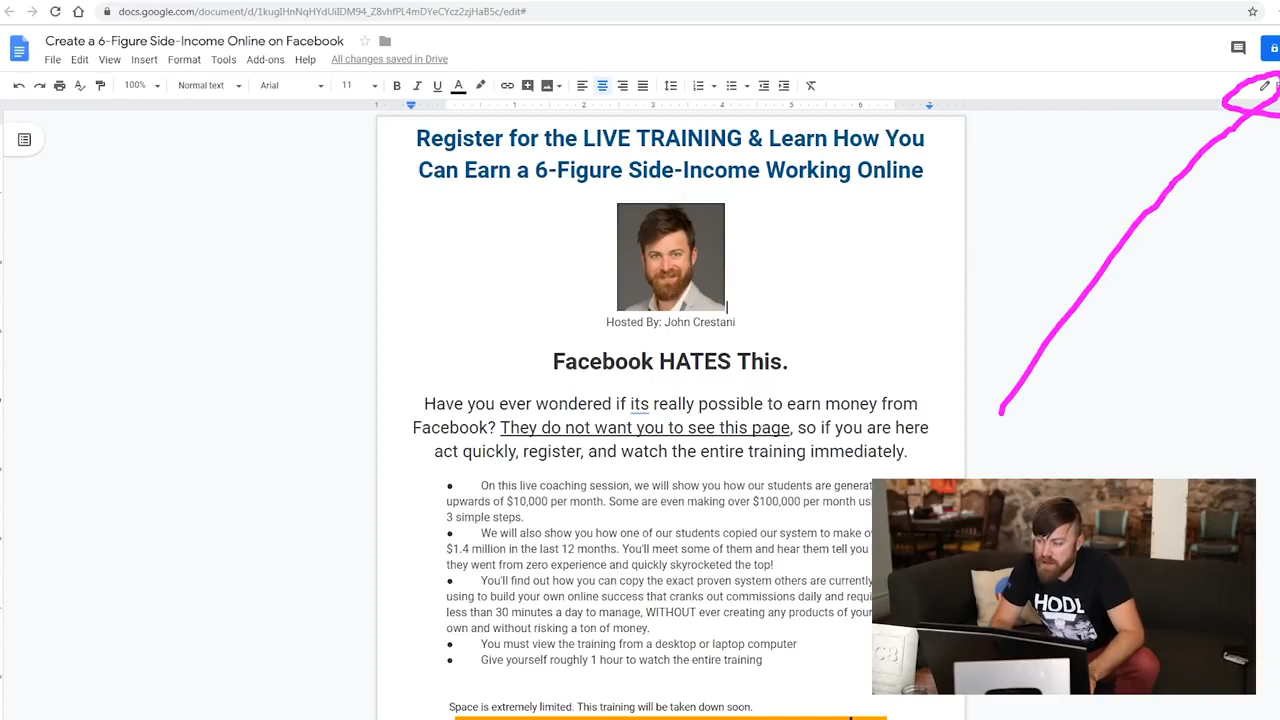 docs.google.com/document/d/1kugIHnNqHYdUiIDM94_Z8vhfPL4mDYeCYcz2zjHaB5c/edit#
Create a 6-Figure Side-Income Online on Facebook
File Edit View Insert Format Tools Add-ons Help All changes saved in Drive
100% Normal text Arial 11 B I U A
1 1 2 3 4 5 6
Register for the LIVE TRAINING & Learn How You
Can Earn a 6-Figure Side-Income Working Online
Hosted By: John Crestani
Facebook HATES This.
Have you ever wondered if its really possible to earn money from
Facebook? They do not want you to see this page, so if you are here
act quickly, register, and watch the entire training immediately.
● On this live coaching session, we will show you how our students are generat
upwards of $10,000 per month. Some are even making over $100,000 per month us
3 simple steps.
● We will also show you how one of our students copied our system to make o
$1.4 million in the last 12 months. You'll meet some of them and hear them tell you
they went from zero experience and quickly skyrocketed the top!
● You'll find out how you can copy the exact proven system others are currently
using to build your own online success that cranks out commissions daily and requi
less than 30 minutes a day to manage, WITHOUT ever creating any products of your
own and without risking a ton of money.
● You must view the training from a desktop or laptop computer
● Give yourself roughly 1 hour to watch the entire training
HODL
Space is extremely limited. This training will be taken down soon.